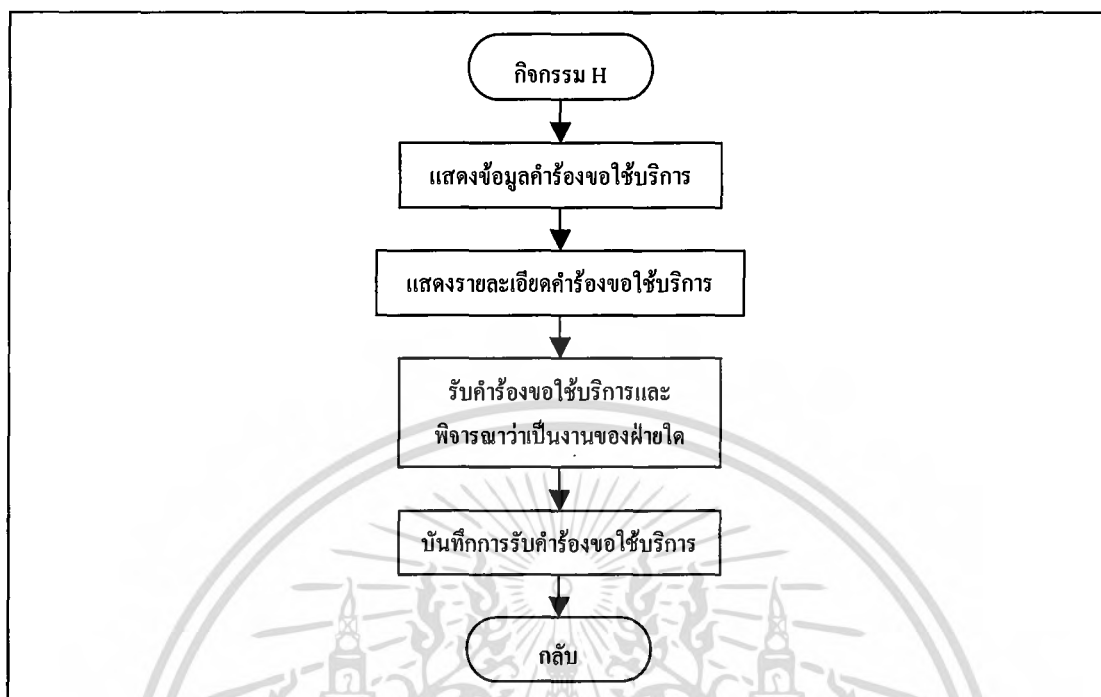 กิจกรรม H
แสดงข้อมูลคำร้องขอใช้บริการ
แสดงรายละเอียดคำร้องขอใช้บริการ
รับคำร้องขอใช้บริการและ
พิจารณาว่าเป็นงานของฝ่ายใด
บันทึกการรับคำร้องขอใช้บริการ
กลับ